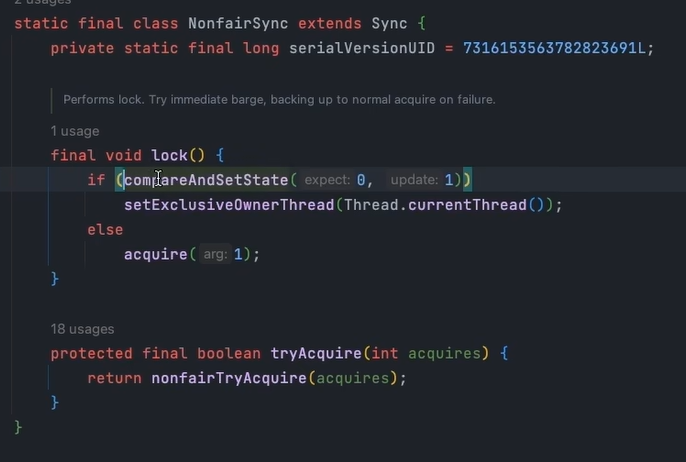 2 usages
static final class NonfairSync extends Sync {
private static final long serialVersionUID = 7316153563782823691L;
Performs lock. Try immediate barge, backing up to normal acquire on failure.
1 usage
final void lock() {
if (compareAndSetState( expect: 0, update: 1))
setExclusiveOwnerThread(Thread.currentThread());
else
acquire( arg: 1);
}
18 usages
protected final boolean tryAcquire(int acquires) {
return nonfairTryAcquire(acquires);
}
}